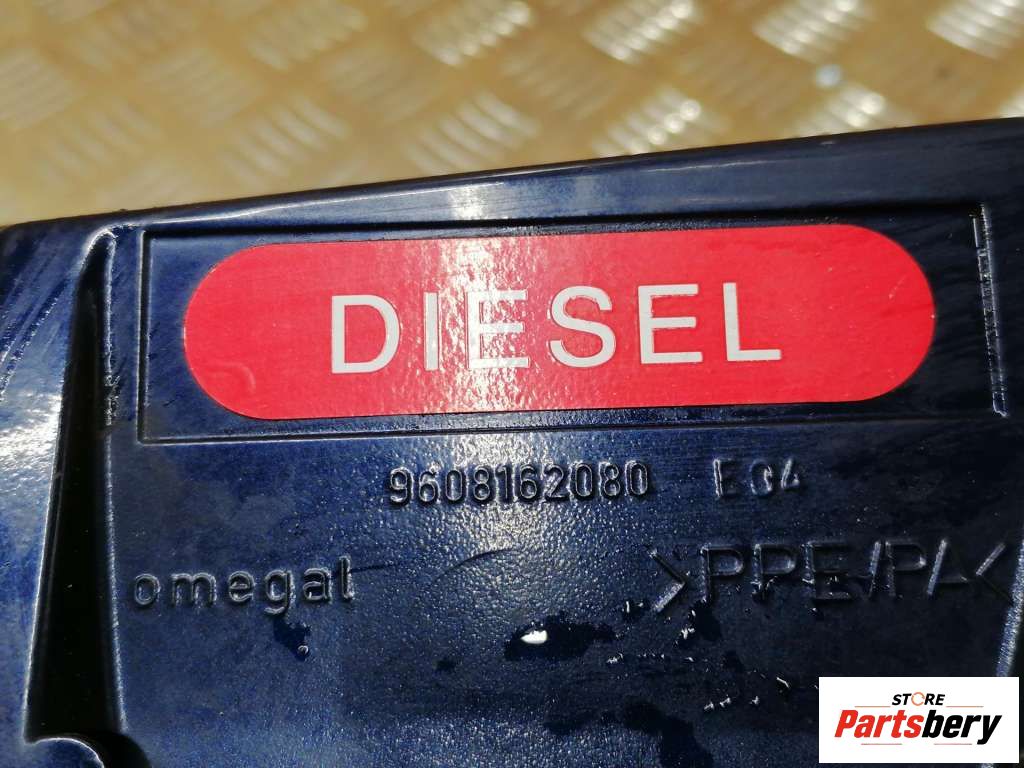 DIESEL
9608162080 E04
omegal >PPE/PA<
STORE
Partsbery